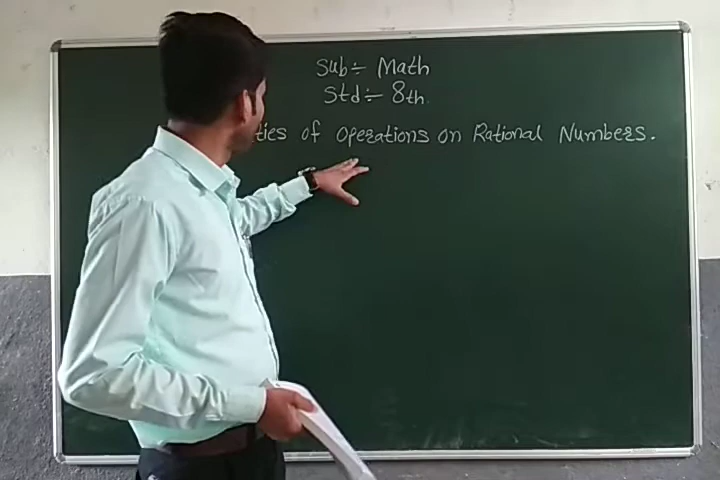 Sub÷ Math
Std÷ 8th.
ties of Operations on Rational Numbers.